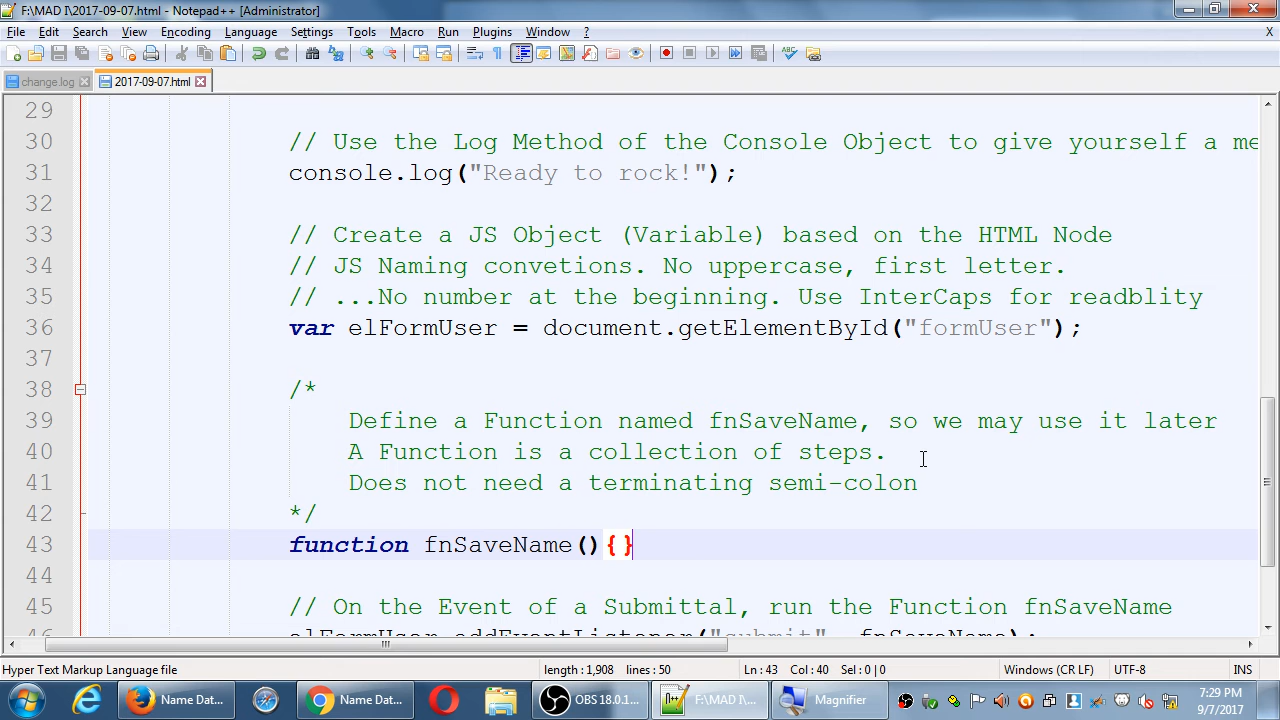 F:\MAD I\2017-09-07.html - Notepad++ [Administrator]
File Edit Search View Encoding Language Settings Tools Macro Run Plugins Window ? X
change.log 2017-09-07.html
29
30 // Use the Log Method of the Console Object to give yourself a me
31 console.log("Ready to rock!");
32
33 // Create a JS Object (Variable) based on the HTML Node
34 // JS Naming convetions. No uppercase, first letter.
35 // ...No number at the beginning. Use InterCaps for readblity
36 var elFormUser = document.getElementById("formUser");
37
38 /*
39 Define a Function named fnSaveName, so we may use it later
40 A Function is a collection of steps.
41 Does not need a terminating semi-colon
42 */
43 function fnSaveName(){}
44
45 // On the Event of a Submittal, run the Function fnSaveName
46 elFormUser.addEventListener("submit", fnSaveName);
Hyper Text Markup Language file length : 1,908 lines : 50 Ln : 43 Col : 40 Sel : 0 | 0 Windows (CR LF) UTF-8 INS
Name Dat... Name Dat... OBS 18.0.1... F:\MAD I\... Magnifier 7:29 PM
9/7/2017